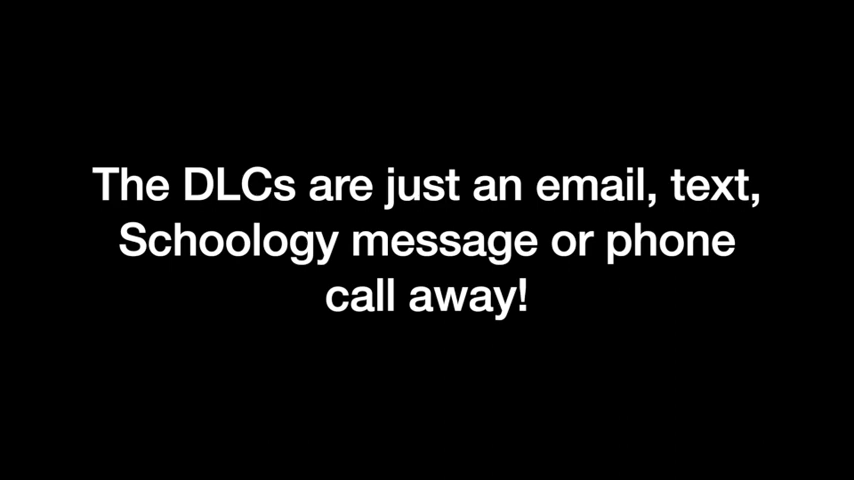 The DLCs are just an email, text,
Schoology message or phone
call away!